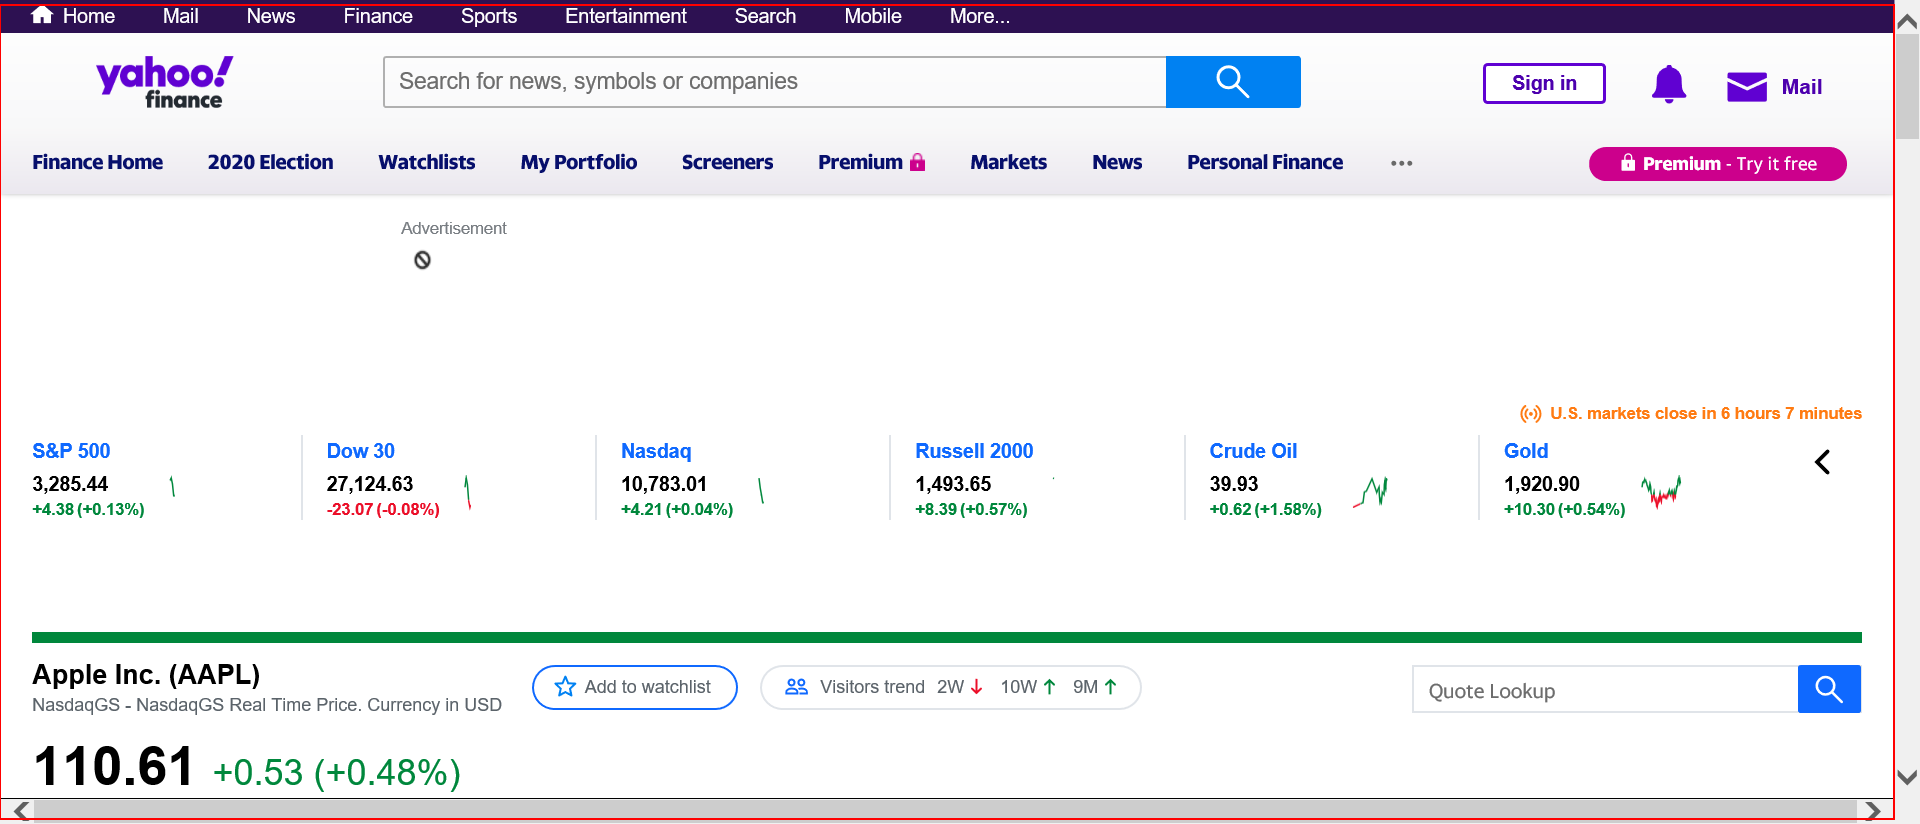 Home Mail News Finance Sports Entertainment Search Mobile More...
yahoo!
finance
Search for news, symbols or companies
Sign in
Mail
Finance Home 2020 Election Watchlists My Portfolio Screeners Premium Markets News Personal Finance ...
Premium - Try it free
Advertisement
U.S. markets close in 6 hours 7 minutes
S&P 500
3,285.44
+4.38 (+0.13%)
Dow 30
27,124.63
-23.07 (-0.08%)
Nasdaq
10,783.01
+4.21 (+0.04%)
Russell 2000
1,493.65
+8.39 (+0.57%)
Crude Oil
39.93
+0.62 (+1.58%)
Gold
1,920.90
+10.30 (+0.54%)
Apple Inc. (AAPL)
NasdaqGS - NasdaqGS Real Time Price. Currency in USD
Add to watchlist
Visitors trend 2W ↓ 10W ↑ 9M ↑
Quote Lookup
110.61 +0.53 (+0.48%)